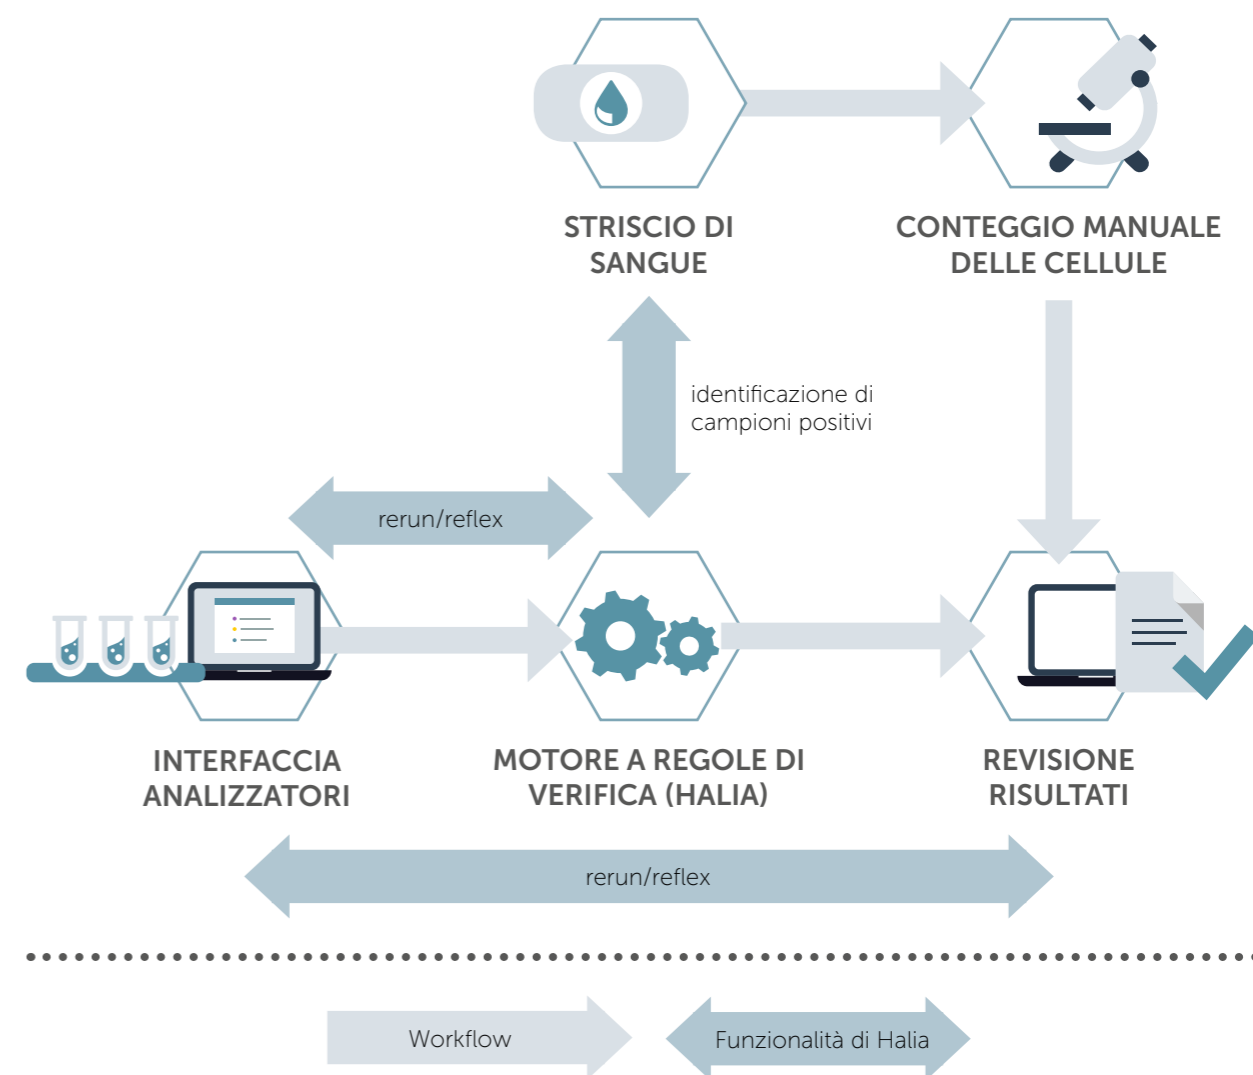 STRISCIO DI
SANGUE
CONTEGGIO MANUALE
DELLE CELLULE
identificazione di
campioni positivi
rerun/reflex
INTERFACCIA
ANALIZZATORI
MOTORE A REGOLE DI
VERIFICA (HALIA)
REVISIONE
RISULTATI
rerun/reflex
Workflow
Funzionalità di Halia